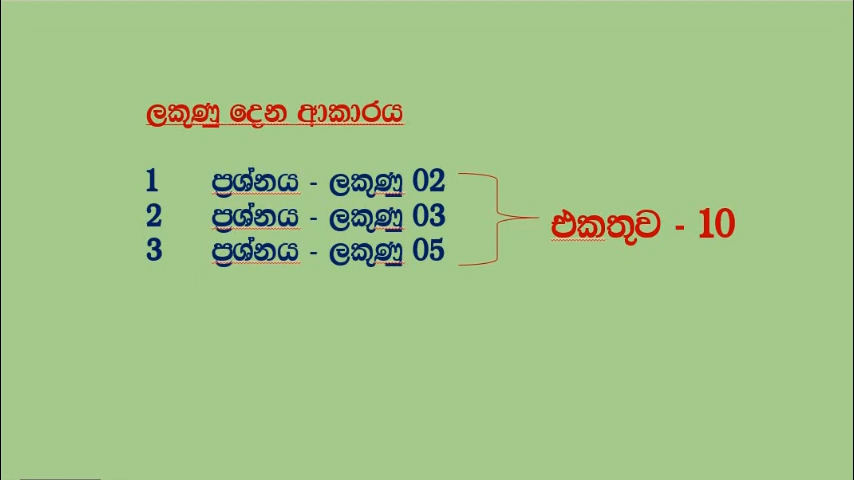 ලකුණු දෙන ආකාරය
1 ප්‍රශ්නය - ලකුණු 02
2 ප්‍රශ්නය - ලකුණු 03
3 ප්‍රශ්නය - ලකුණු 05
එකතුව - 10